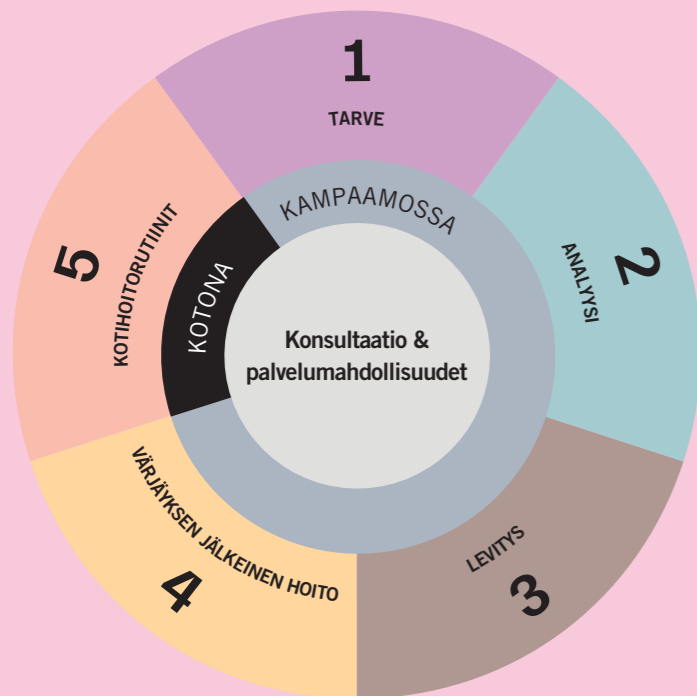 1
TARVE
2
ANALYYSI
3
LEVITYS
4
VÄRJÄYKSEN JÄLKEINEN HOITO
5
KOTIHOITORUTIINIT
KAMPAAMOSSA
KOTONA
Konsultaatio &
palvelumahdollisuudet